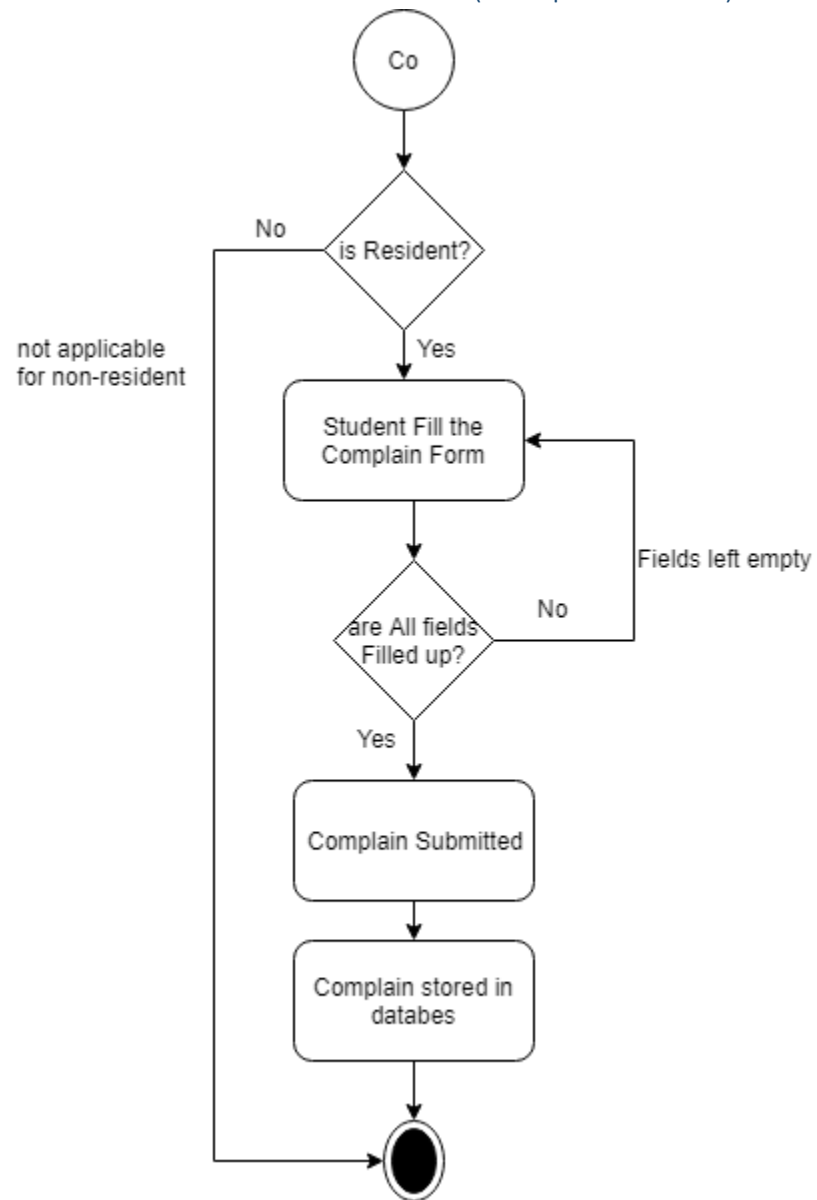 Co
No
is Resident?
not applicable
for non-resident
Yes
Student Fill the
Complain Form
Fields left empty
No
are All fields
Filled up?
Yes
Complain Submitted
Complain stored in
databes